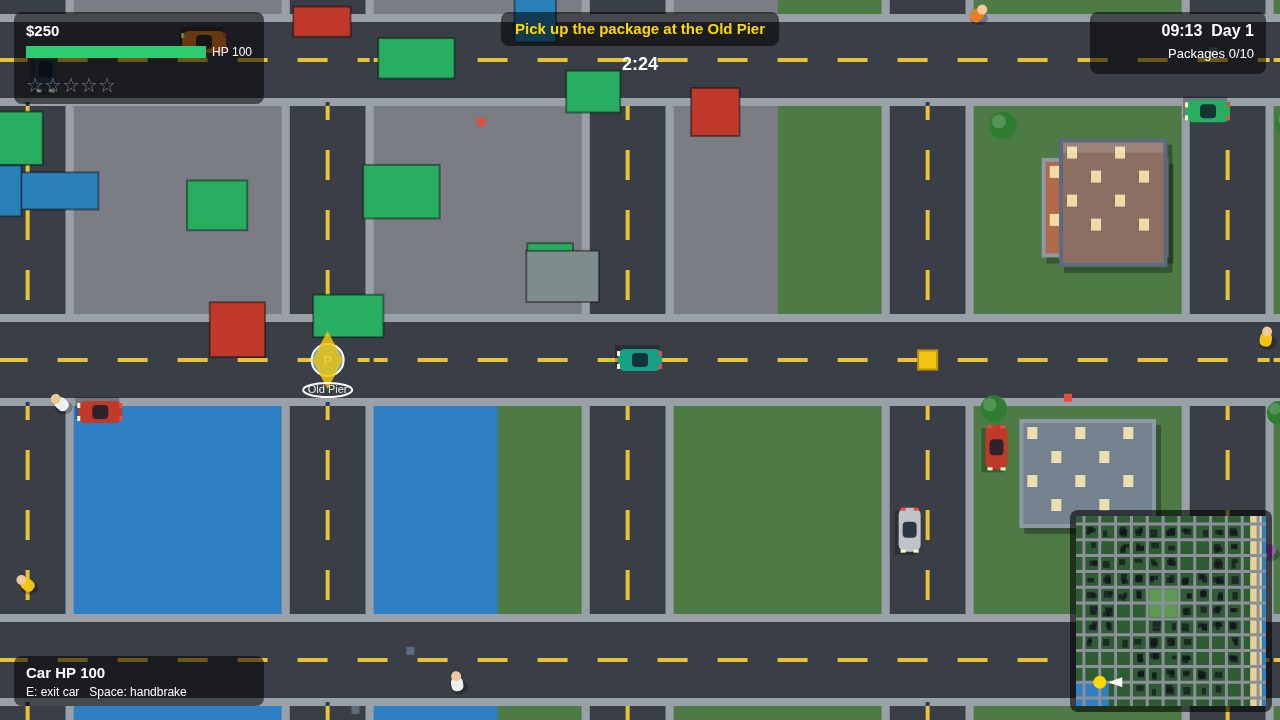 $250
HP 100
☆☆☆☆☆
Pick up the package at the Old Pier
2:24
09:13 Day 1
Packages 0/10
P
Old Pier
Car HP 100
E: exit car Space: handbrake